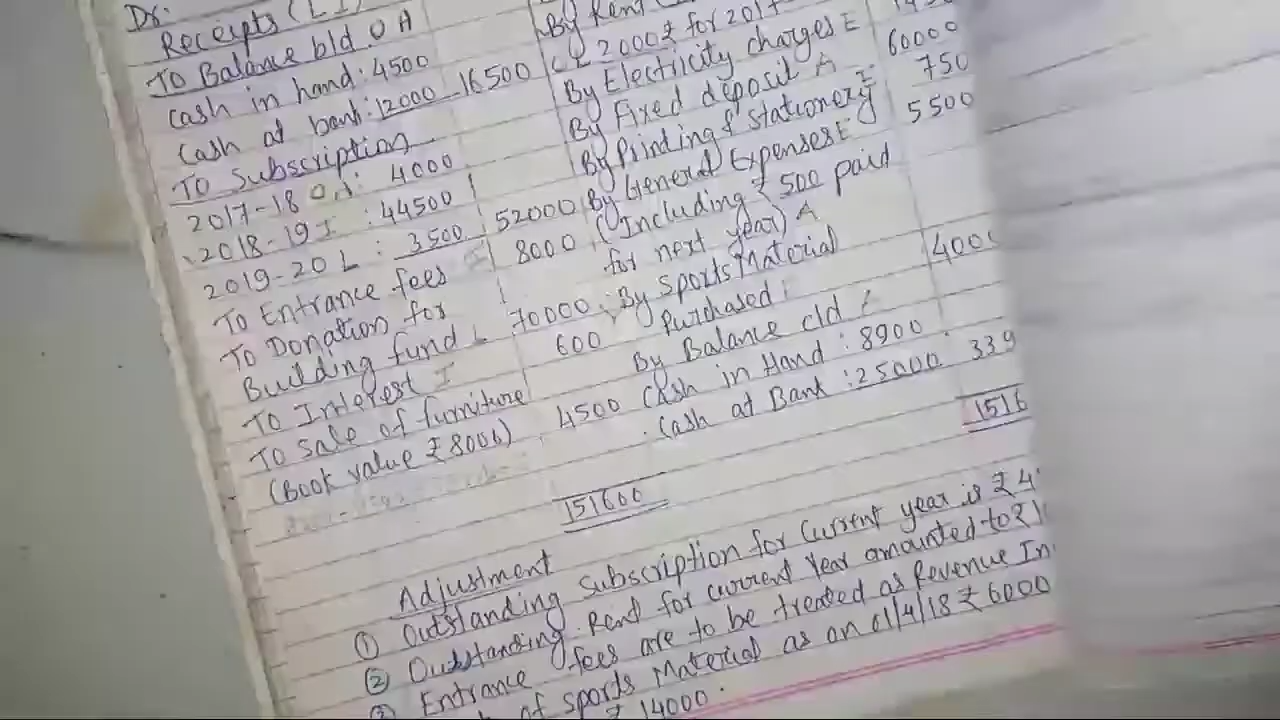 Dr.
Receipts (L I)
To Balance b/d. O A
Cash in hand: 4500
Cash at bank: 12000 16500
To Subscription
2017-18 O A: 4000
2018-19 I : 44500
2019-20 L : 3500 52000
To Entrance fees 8000
To Donation for
Building fund L 70000
To Interest I 600
To Sale of furniture
(Book value ₹ 8000) 4500
151600
By Rent
2000₹ for 2017
By Electricity charges E
By Fixed deposit A 60000
By Printing & Stationery E 750
By General Expenses E 5500
(Including ₹ 500 paid
for next year) A
By Sports Material
Purchased 4000
By Balance c/d A
Cash in Hand : 8900
Cash at Bank : 25000 339
1516
Adjustment
① Outstanding Subscription for Current year is ₹ 4
② Outstanding Rent for current Year amounted to ₹ 1
③ Entrance fees are to be treated as Revenue In
of sports Material as on 01/4/18 ₹ 6000
₹ 14000.